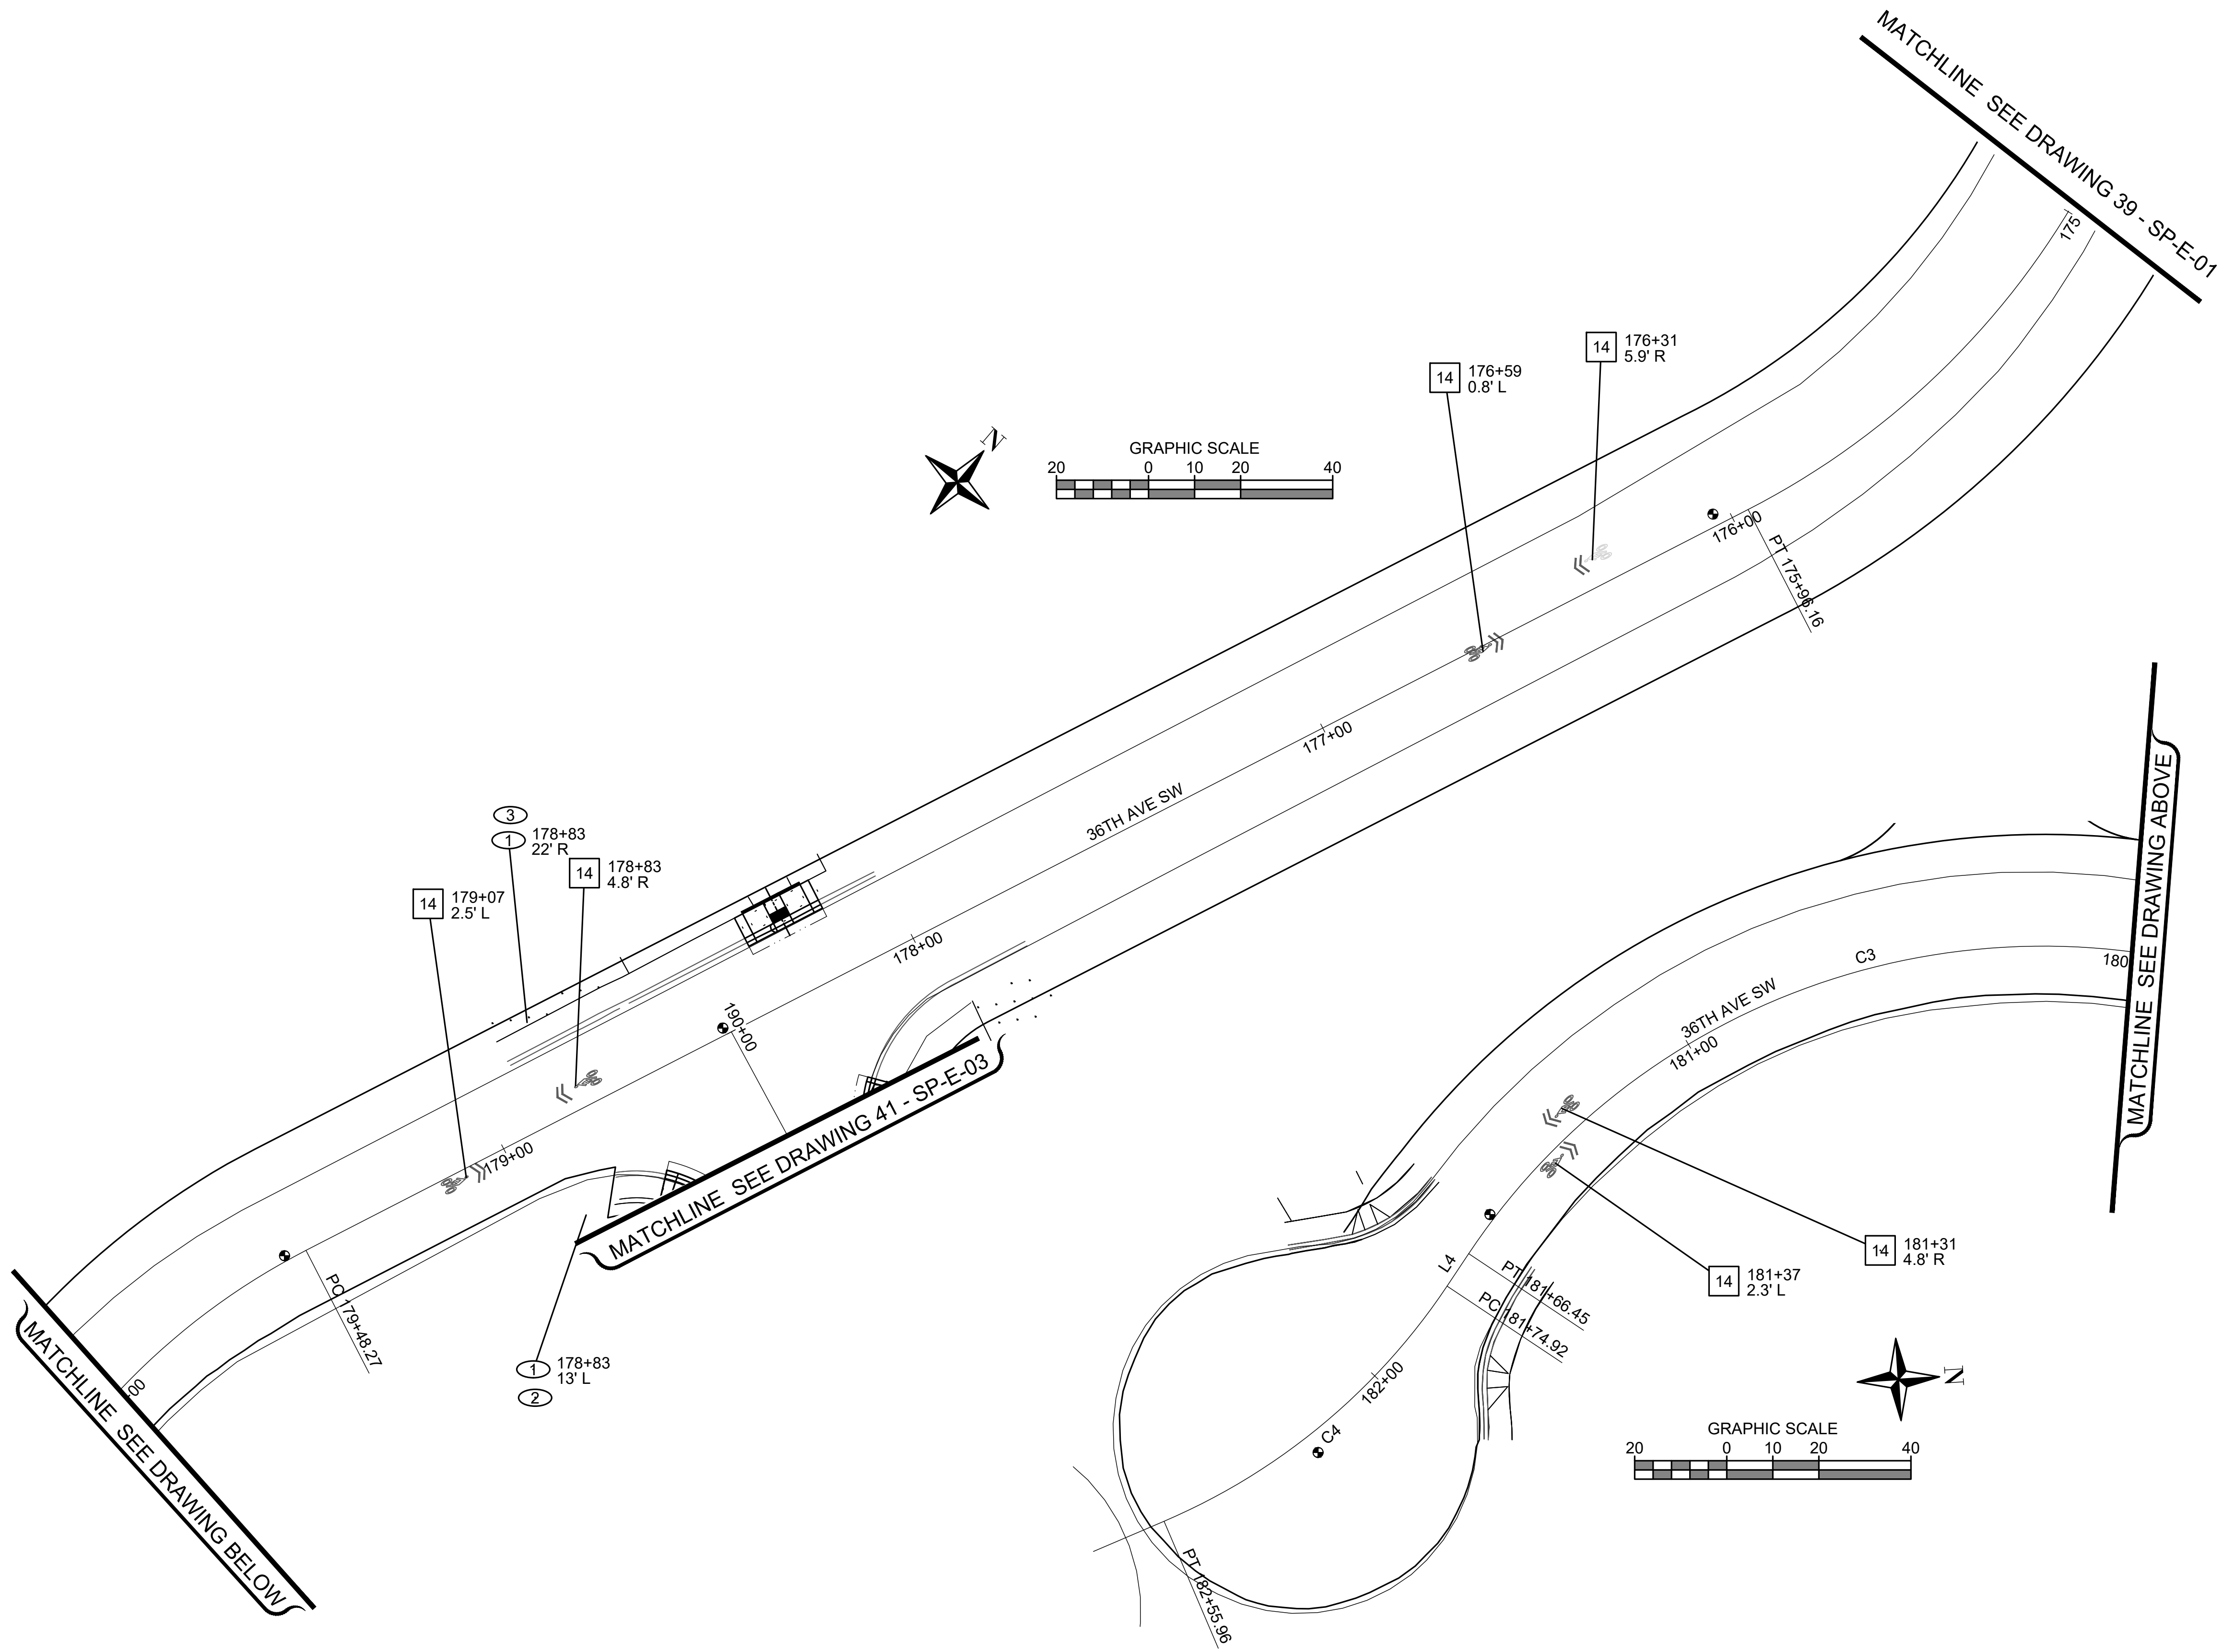 MATCHLINE  SEE DRAWING 39 - SP-E-01
175
14
176+31
5.9' R
14
176+59
0.8' L
N
GRAPHIC SCALE
20 0 10 20 40
176+00
PT 175+96.16
177+00
36TH AVE SW
3
1
178+83
22' R
14
178+83
4.8' R
14
179+07
2.5' L
178+00
190+00
179+00
MATCHLINE  SEE DRAWING 41 - SP-E-03
PC 179+48.27
00
MATCHLINE  SEE DRAWING BELOW
1
178+83
13' L
2
MATCHLINE  SEE DRAWING ABOVE
180
C3
36TH AVE SW
181+00
14
181+31
4.8' R
14
181+37
2.3' L
L4
PT 181+66.45
PC 181+74.92
182+00
C4
PT 182+55.96
N
GRAPHIC SCALE
20 0 10 20 40